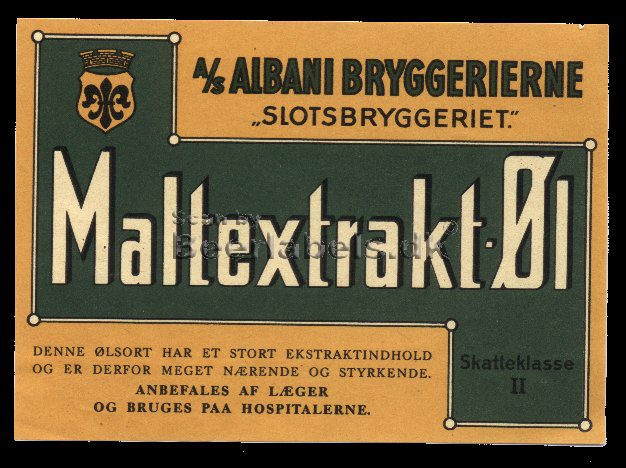 A/S ALBANI BRYGGERIERNE
„SLOTSBRYGGERIET.”
Maltextrakt-Øl
Scan by
Beerlabels.dk
DENNE ØLSORT HAR ET STORT EKSTRAKTINDHOLD
OG ER DERFOR MEGET NÆRENDE OG STYRKENDE.
ANBEFALES AF LÆGER
OG BRUGES PAA HOSPITALERNE.
Skatteklasse
II